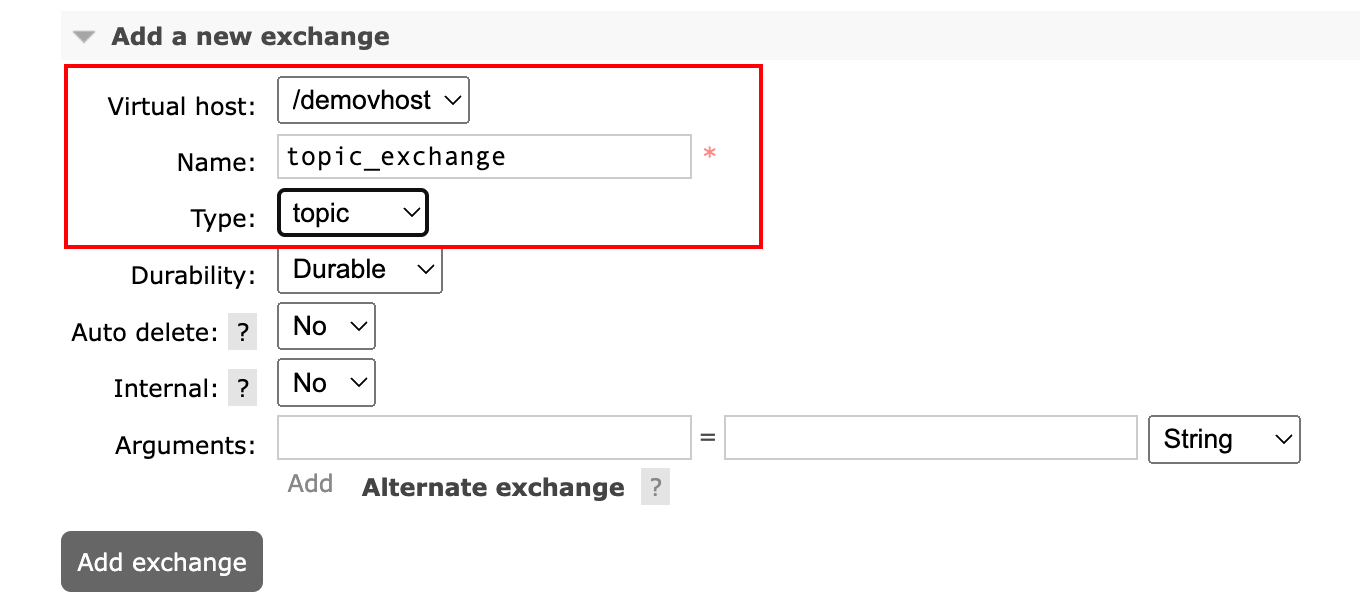 Add a new exchange
Virtual host: /demovhost
Name: topic_exchange *
Type: topic
Durability: Durable
Auto delete: ? No
Internal: ? No
Arguments: = String
Add Alternate exchange ?
Add exchange